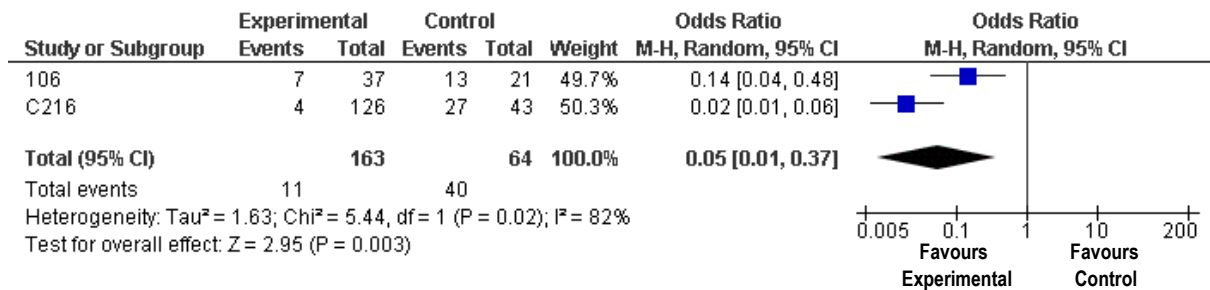 Experimental Control Odds Ratio Odds Ratio
Study or Subgroup Events Total Events Total Weight M-H, Random, 95% CI M-H, Random, 95% CI
106 7 37 13 21 49.7% 0.14 [0.04, 0.48]
C216 4 126 27 43 50.3% 0.02 [0.01, 0.06]
Total (95% CI) 163 64 100.0% 0.05 [0.01, 0.37]
Total events 11 40
Heterogeneity: Tau² = 1.63; Chi² = 5.44, df = 1 (P = 0.02); I² = 82%
Test for overall effect: Z = 2.95 (P = 0.003)
0.005 0.1 1 10 200
Favours Favours
Experimental Control